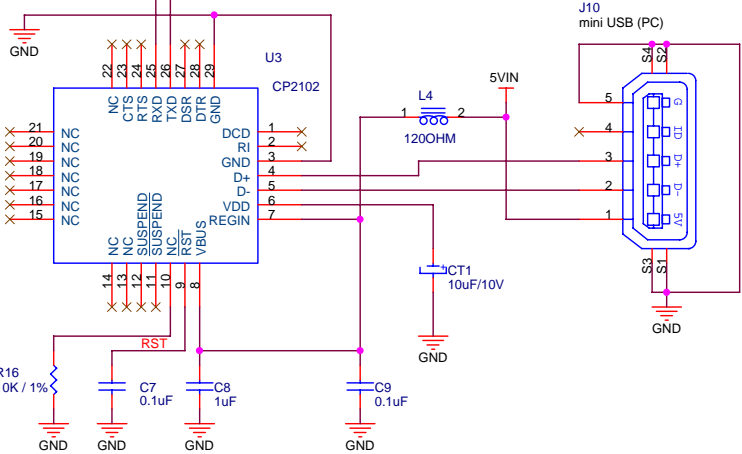 J10
mini USB (PC)
GND
U3
CP2102
22 23 24 25 26 27 28 29
NC CTS RTS RXD TXD DSR DTR GND
S4 S2
5VIN
L4
1 2
120OHM
21 NC
20 NC
19 NC
18 NC
17 NC
16 NC
15 NC
DCD 1
RI 2
GND 3
D+ 4
D- 5
VDD 6
REGIN 7
5 G
4 ID
3 D+
2 D-
1 5V
NC NC SUSPEND SUSPEND NC RST VBUS
14 13 12 11 10 9 8
S3 S1
+
CT1
10uF/10V
GND
GND
RST
R16
0K / 1%
C7
0.1uF
C8
1uF
C9
0.1uF
GND GND GND GND